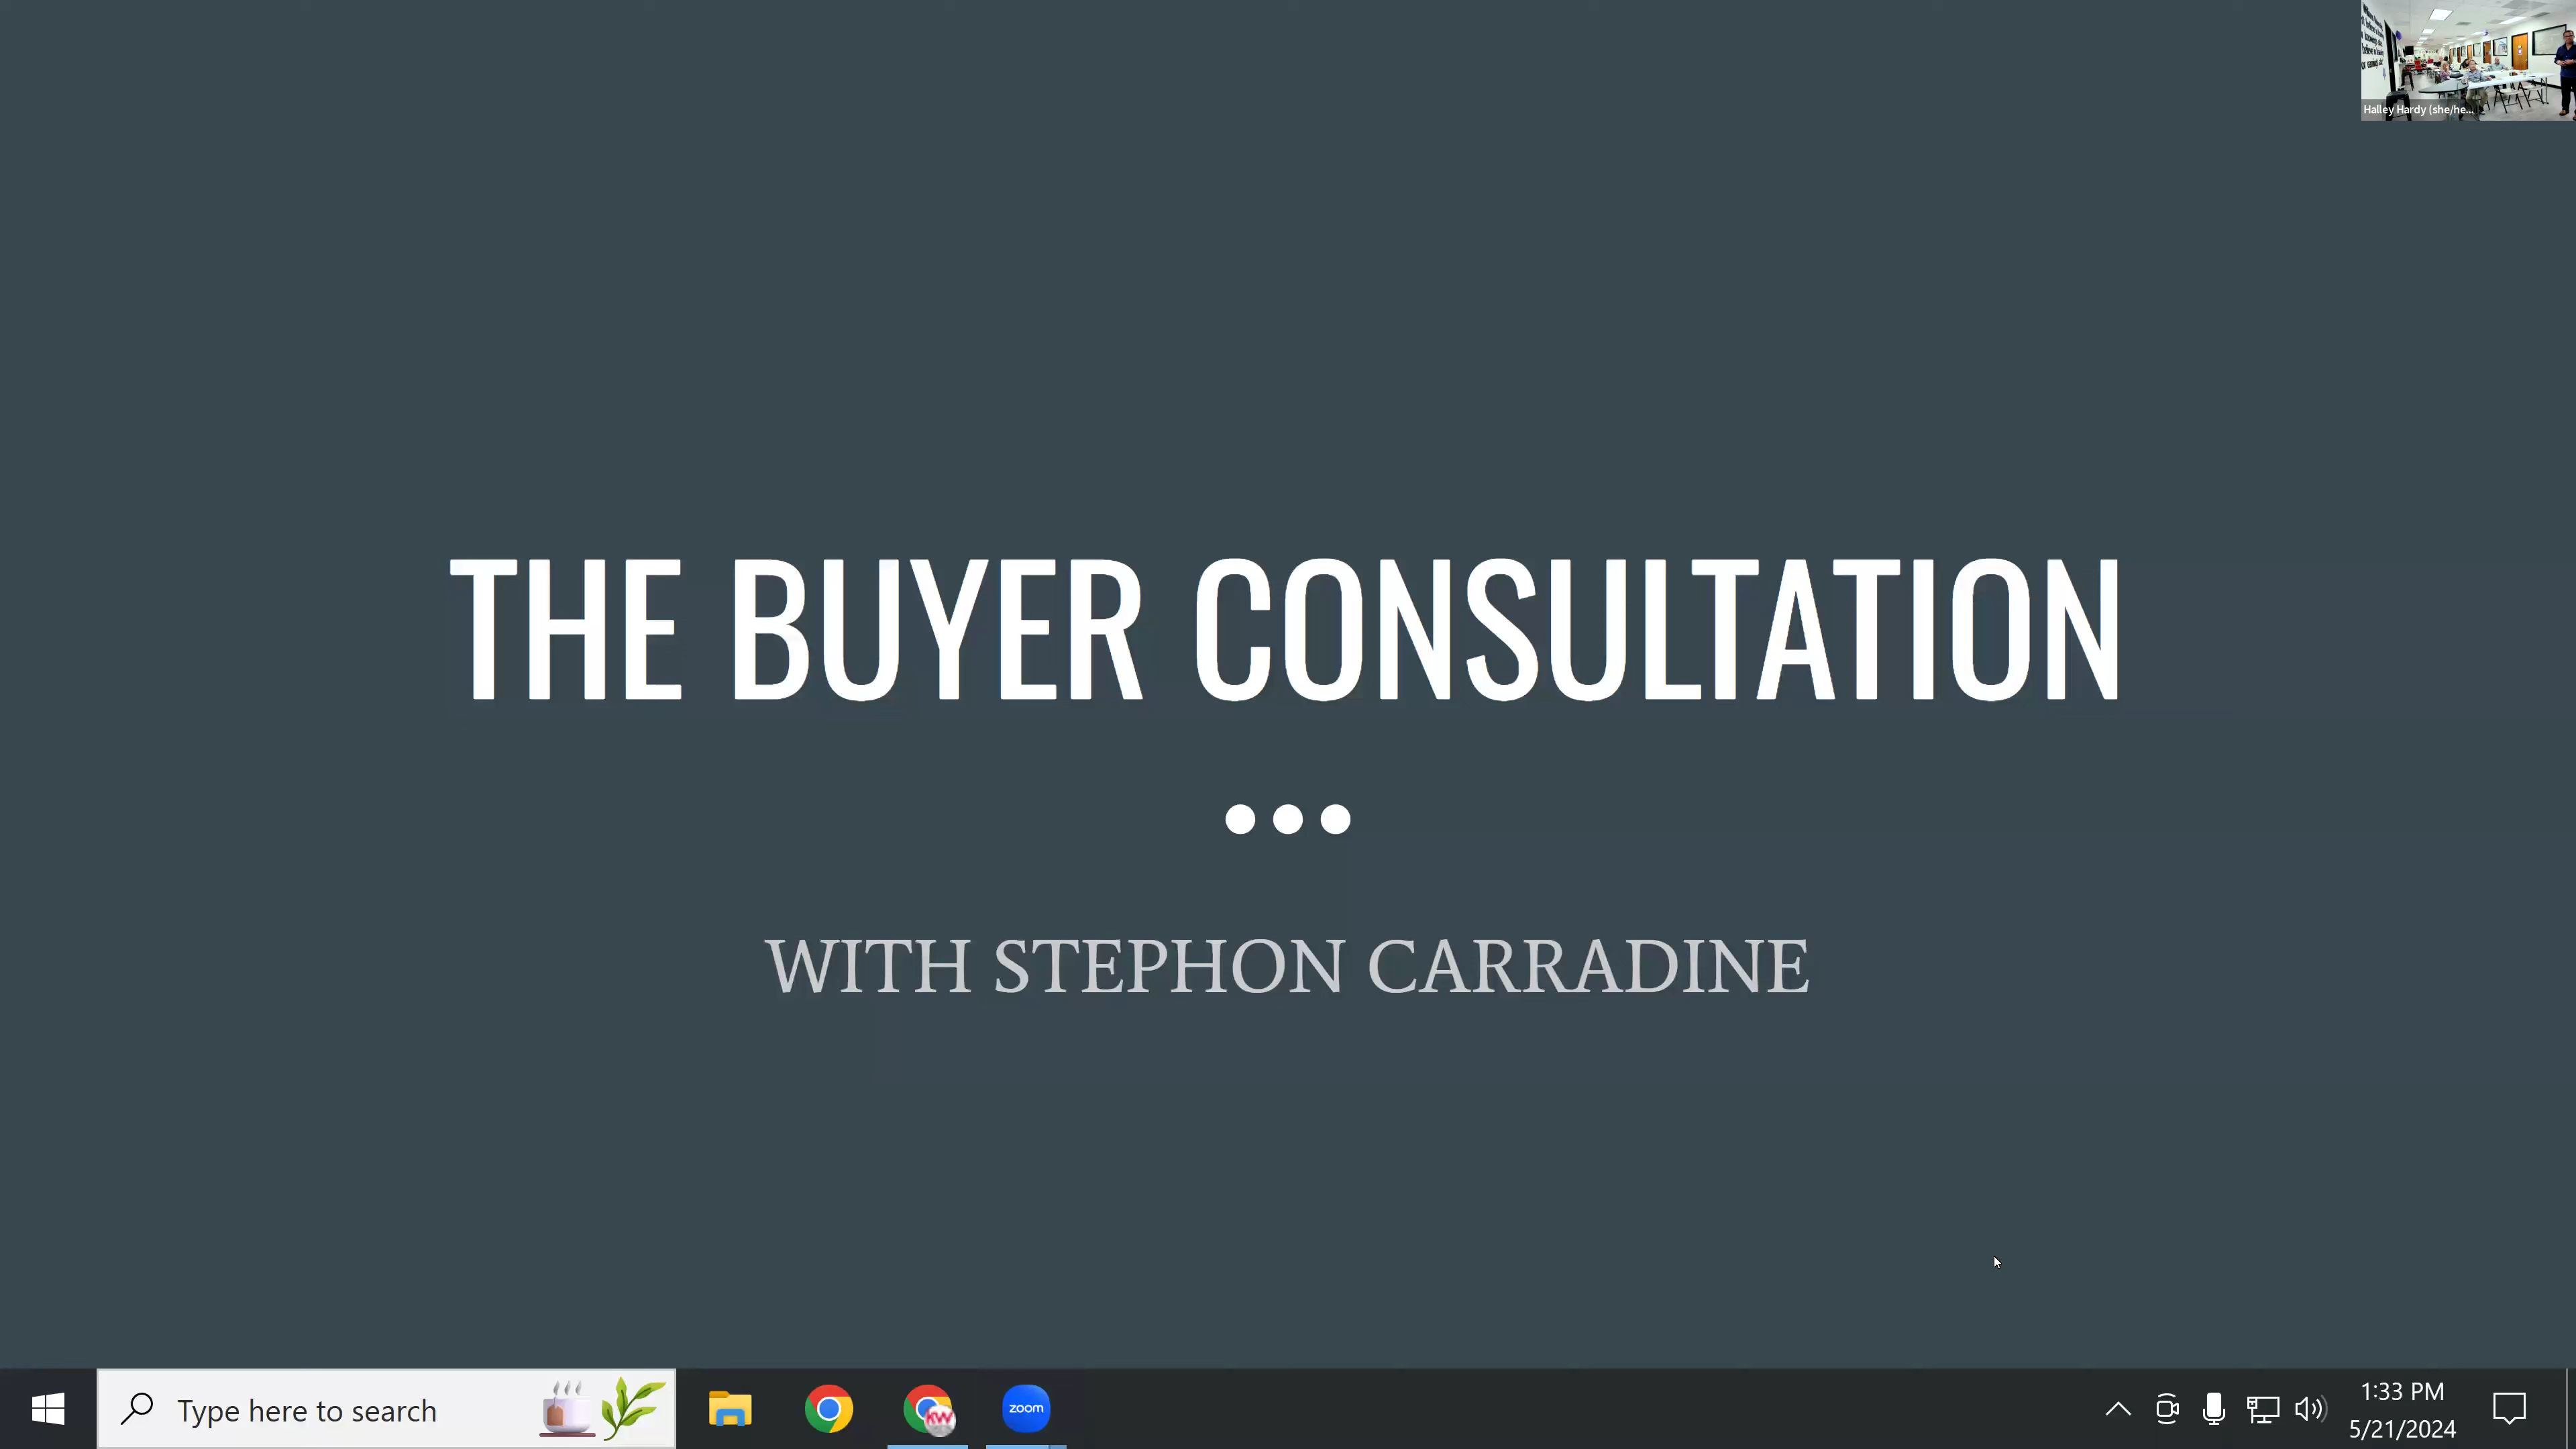 Halley Hardy (she/he...
THE BUYER CONSULTATION
WITH STEPHON CARRADINE
Type here to search
kw
zoom
1:33 PM
5/21/2024